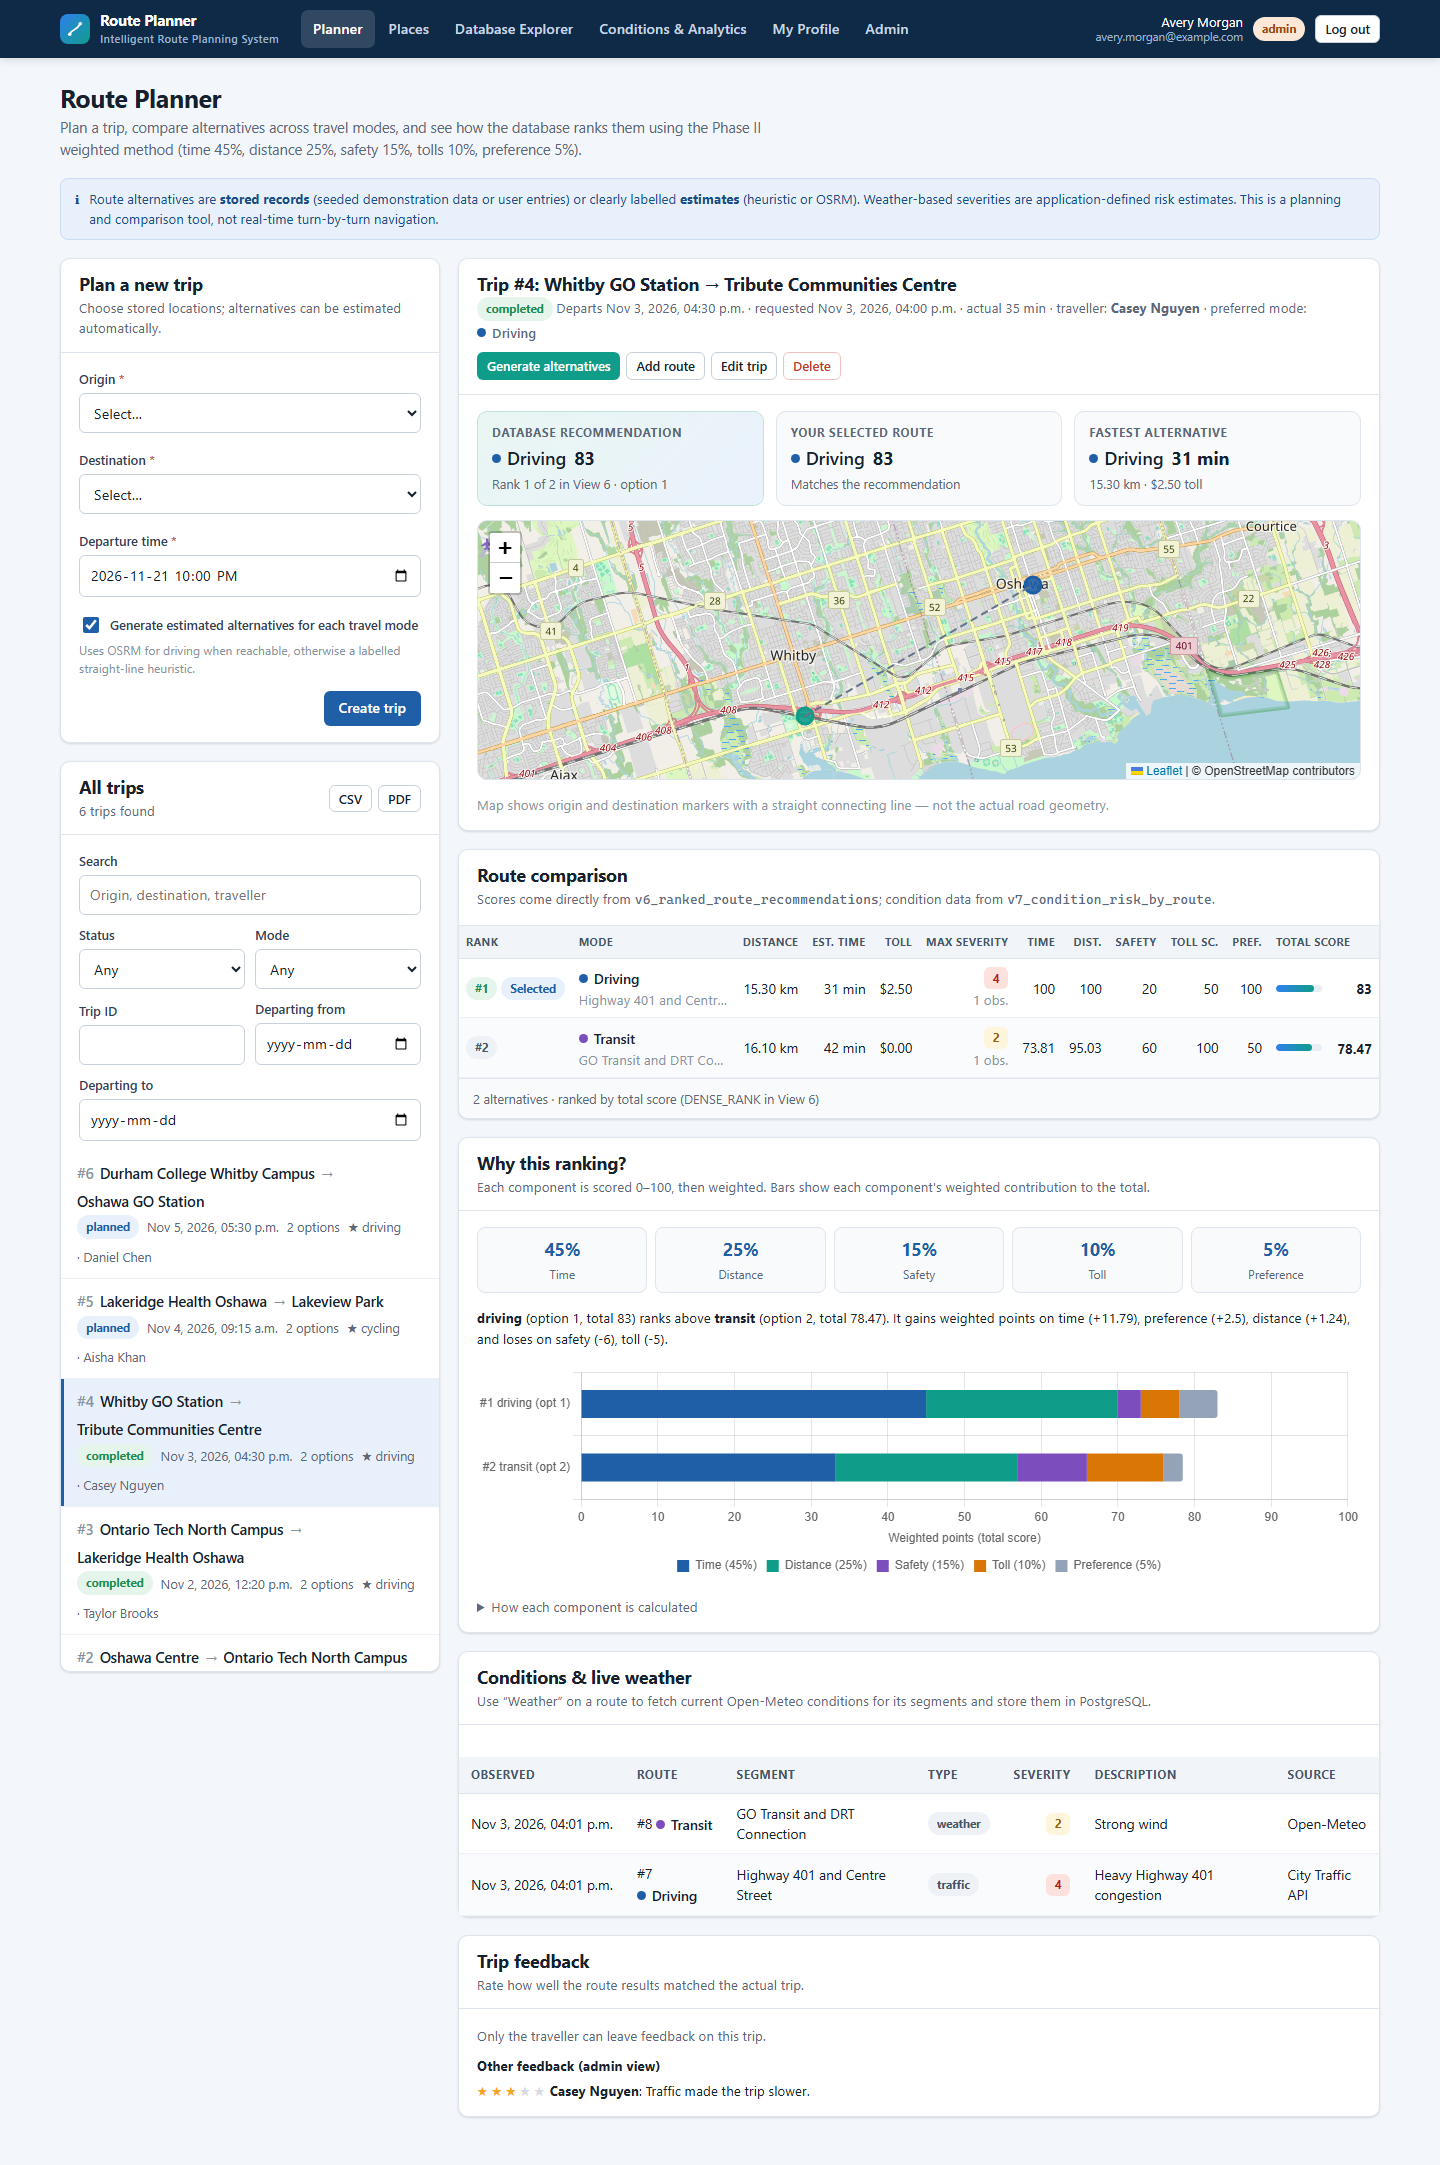 Route Planner
Intelligent Route Planning System
Planner
Places
Database Explorer
Conditions & Analytics
My Profile
Admin
Avery Morgan
avery.morgan@example.com
admin
Log out
Route Planner
Plan a trip, compare alternatives across travel modes, and see how the database ranks them using the Phase II
weighted method (time 45%, distance 25%, safety 15%, tolls 10%, preference 5%).
i Route alternatives are stored records (seeded demonstration data or user entries) or clearly labelled estimates (heuristic or OSRM). Weather-based severities are application-defined risk estimates. This is a planning
and comparison tool, not real-time turn-by-turn navigation.
Plan a new trip
Choose stored locations; alternatives can be estimated
automatically.
Origin *
Select...
Destination *
Select...
Departure time *
2026-11-21 10:00 PM
Generate estimated alternatives for each travel mode
Uses OSRM for driving when reachable, otherwise a labelled
straight-line heuristic.
Create trip
All trips
6 trips found
CSV
PDF
Search
Origin, destination, traveller
Status
Mode
Any
Any
Trip ID
Departing from
yyyy-mm-dd
Departing to
yyyy-mm-dd
#6 Durham College Whitby Campus →
Oshawa GO Station
planned Nov 5, 2026, 05:30 p.m. 2 options ★ driving
· Daniel Chen
#5 Lakeridge Health Oshawa → Lakeview Park
planned Nov 4, 2026, 09:15 a.m. 2 options ★ cycling
· Aisha Khan
#4 Whitby GO Station →
Tribute Communities Centre
completed Nov 3, 2026, 04:30 p.m. 2 options ★ driving
· Casey Nguyen
#3 Ontario Tech North Campus →
Lakeridge Health Oshawa
completed Nov 2, 2026, 12:20 p.m. 2 options ★ driving
· Taylor Brooks
#2 Oshawa Centre → Ontario Tech North Campus
Trip #4: Whitby GO Station → Tribute Communities Centre
completed Departs Nov 3, 2026, 04:30 p.m. · requested Nov 3, 2026, 04:00 p.m. · actual 35 min · traveller: Casey Nguyen · preferred mode:
Driving
Generate alternatives
Add route
Edit trip
Delete
DATABASE RECOMMENDATION
Driving 83
Rank 1 of 2 in View 6 · option 1
YOUR SELECTED ROUTE
Driving 83
Matches the recommendation
FASTEST ALTERNATIVE
Driving 31 min
15.30 km · $2.50 toll
+
−
Courtice
55
3
5
4
Oshawa
28
36
52
22
41
419
418
417
401
Whitby
415
426;
428
426
425
415
1
412
412
408
408
406
404
53
401
Ajax
Leaflet | © OpenStreetMap contributors
Map shows origin and destination markers with a straight connecting line — not the actual road geometry.
Route comparison
Scores come directly from v6_ranked_route_recommendations; condition data from v7_condition_risk_by_route.
RANK MODE DISTANCE EST. TIME TOLL MAX SEVERITY TIME DIST. SAFETY TOLL SC. PREF. TOTAL SCORE
#1 Selected Driving 15.30 km 31 min $2.50 4 100 100 20 50 100 83
Highway 401 and Centr... 1 obs.
#2 Transit 16.10 km 42 min $0.00 2 73.81 95.03 60 100 50 78.47
GO Transit and DRT Co... 1 obs.
2 alternatives · ranked by total score (DENSE_RANK in View 6)
Why this ranking?
Each component is scored 0–100, then weighted. Bars show each component's weighted contribution to the total.
45%
Time
25%
Distance
15%
Safety
10%
Toll
5%
Preference
driving (option 1, total 83) ranks above transit (option 2, total 78.47). It gains weighted points on time (+11.79), preference (+2.5), distance (+1.24),
and loses on safety (-6), toll (-5).
#1 driving (opt 1)
#2 transit (opt 2)
0 10 20 30 40 50 60 70 80 90 100
Weighted points (total score)
Time (45%) Distance (25%) Safety (15%) Toll (10%) Preference (5%)
▶ How each component is calculated
Conditions & live weather
Use “Weather” on a route to fetch current Open-Meteo conditions for its segments and store them in PostgreSQL.
OBSERVED ROUTE SEGMENT TYPE SEVERITY DESCRIPTION SOURCE
Nov 3, 2026, 04:01 p.m. #8 Transit GO Transit and DRT
Connection weather 2 Strong wind Open-Meteo
Nov 3, 2026, 04:01 p.m. #7
Driving Highway 401 and Centre
Street traffic 4 Heavy Highway 401
congestion City Traffic
API
Trip feedback
Rate how well the route results matched the actual trip.
Only the traveller can leave feedback on this trip.
Other feedback (admin view)
★★★★★ Casey Nguyen: Traffic made the trip slower.